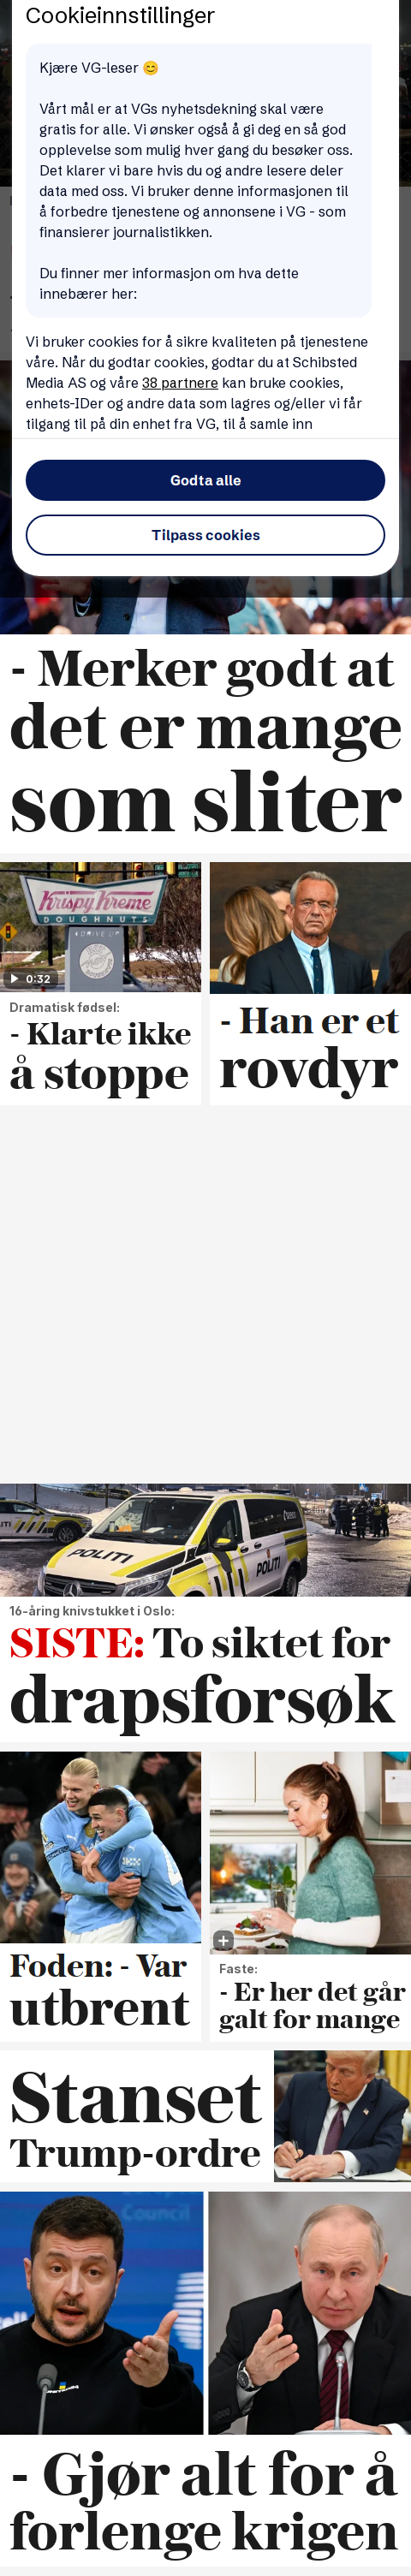 Cookieinnstillinger
Kjære VG-leser 😊
Vårt mål er at VGs nyhetsdekning skal være
gratis for alle. Vi ønsker også å gi deg en så god
opplevelse som mulig hver gang du besøker oss.
Det klarer vi bare hvis du og andre lesere deler
data med oss. Vi bruker denne informasjonen til
å forbedre tjenestene og annonsene i VG - som
finansierer journalistikken.
Du finner mer informasjon om hva dette
innebærer her:
Vi bruker cookies for å sikre kvaliteten på tjenestene
våre. Når du godtar cookies, godtar du at Schibsted
Media AS og våre 38 partnere kan bruke cookies,
enhets-IDer og andre data som lagres og/eller vi får
tilgang til på din enhet fra VG, til å samle inn
Godta alle
Tilpass cookies
- Merker godt at
det er mange
som sliter
Krispy Kreme
DOUGHNUTS
DRIVE UP
0:32
Dramatisk fødsel:
- Klarte ikke
å stoppe
- Han er et
rovdyr
POLITI
POLITI
POLITI
16-åring knivstukket i Oslo:
SISTE: To siktet for
drapsforsøk
Foden: - Var
utbrent
Faste:
- Er her det går
galt for mange
Stanset
Trump-ordre
Council
- Gjør alt for å
forlenge krigen